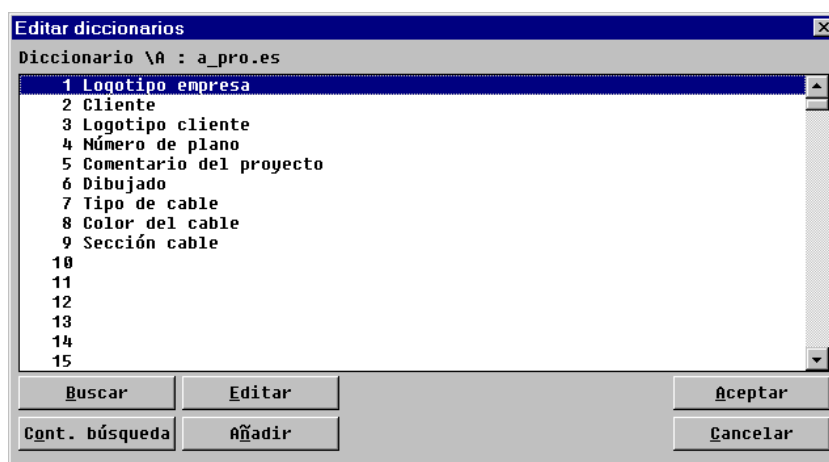 Editar diccionarios
Diccionario \A : a_pro.es
1 Logotipo empresa
2 Cliente
3 Logotipo cliente
4 Número de plano
5 Comentario del proyecto
6 Dibujado
7 Tipo de cable
8 Color del cable
9 Sección cable
10
11
12
13
14
15
Buscar Editar Aceptar
Cont. búsqueda Añadir Cancelar